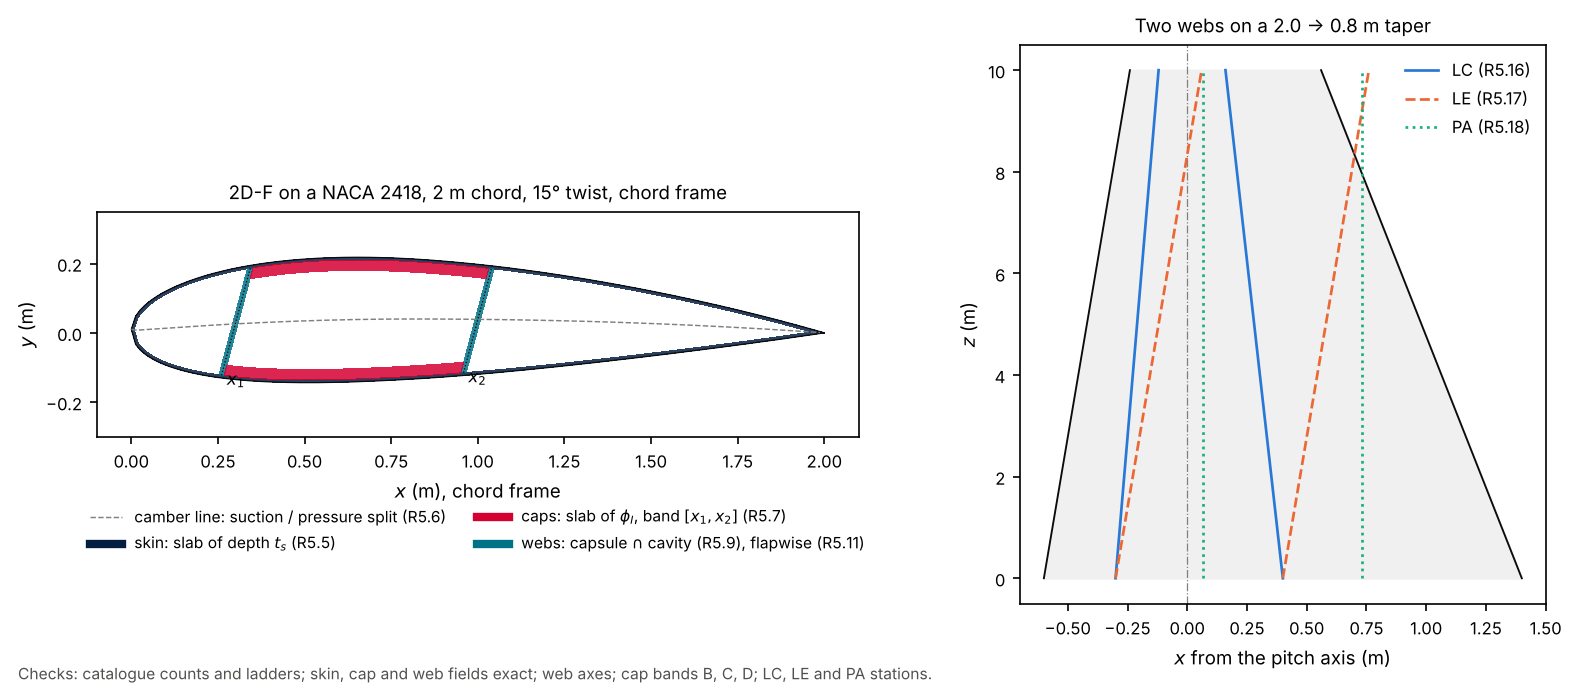 2D-F on a NACA 2418, 2 m chord, 15° twist, chord frame
0.2
0.0
−0.2
y (m)
x₁
x₂
0.00 0.25 0.50 0.75 1.00 1.25 1.50 1.75 2.00
x (m), chord frame
camber line: suction / pressure split (R5.6)
skin: slab of depth tₛ (R5.5)
caps: slab of ϕₗ, band [x₁, x₂] (R5.7)
webs: capsule ∩ cavity (R5.9), flapwise (R5.11)
Two webs on a 2.0 → 0.8 m taper
LC (R5.16)
LE (R5.17)
PA (R5.18)
10
8
6
4
2
0
z (m)
−0.50 −0.25 0.00 0.25 0.50 0.75 1.00 1.25 1.50
x from the pitch axis (m)
Checks: catalogue counts and ladders; skin, cap and web fields exact; web axes; cap bands B, C, D; LC, LE and PA stations.